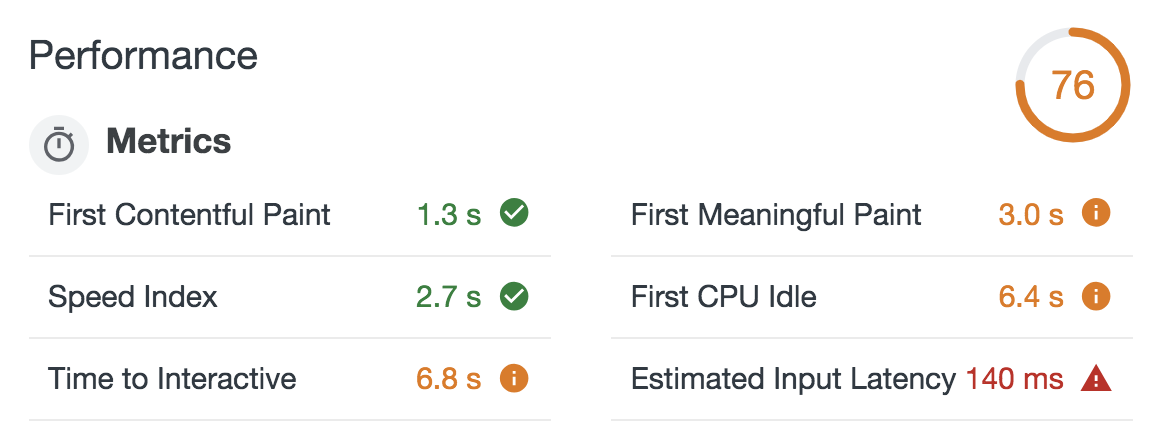 Performance
76
Metrics
First Contentful Paint 1.3 s
First Meaningful Paint 3.0 s
Speed Index 2.7 s
First CPU Idle 6.4 s
Time to Interactive 6.8 s
Estimated Input Latency 140 ms